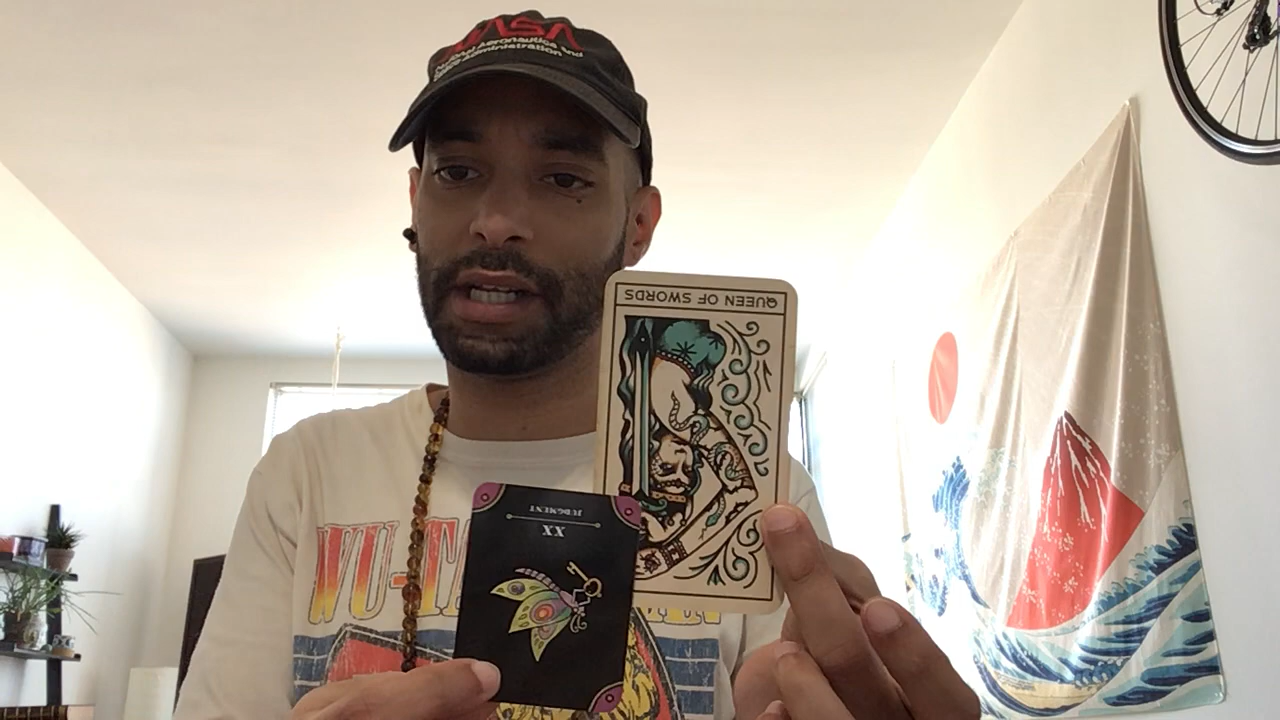 NASA
National Aeronautics and
Space Administration
QUEEN OF SWORDS
JUDGMENT
XX
WU-TA